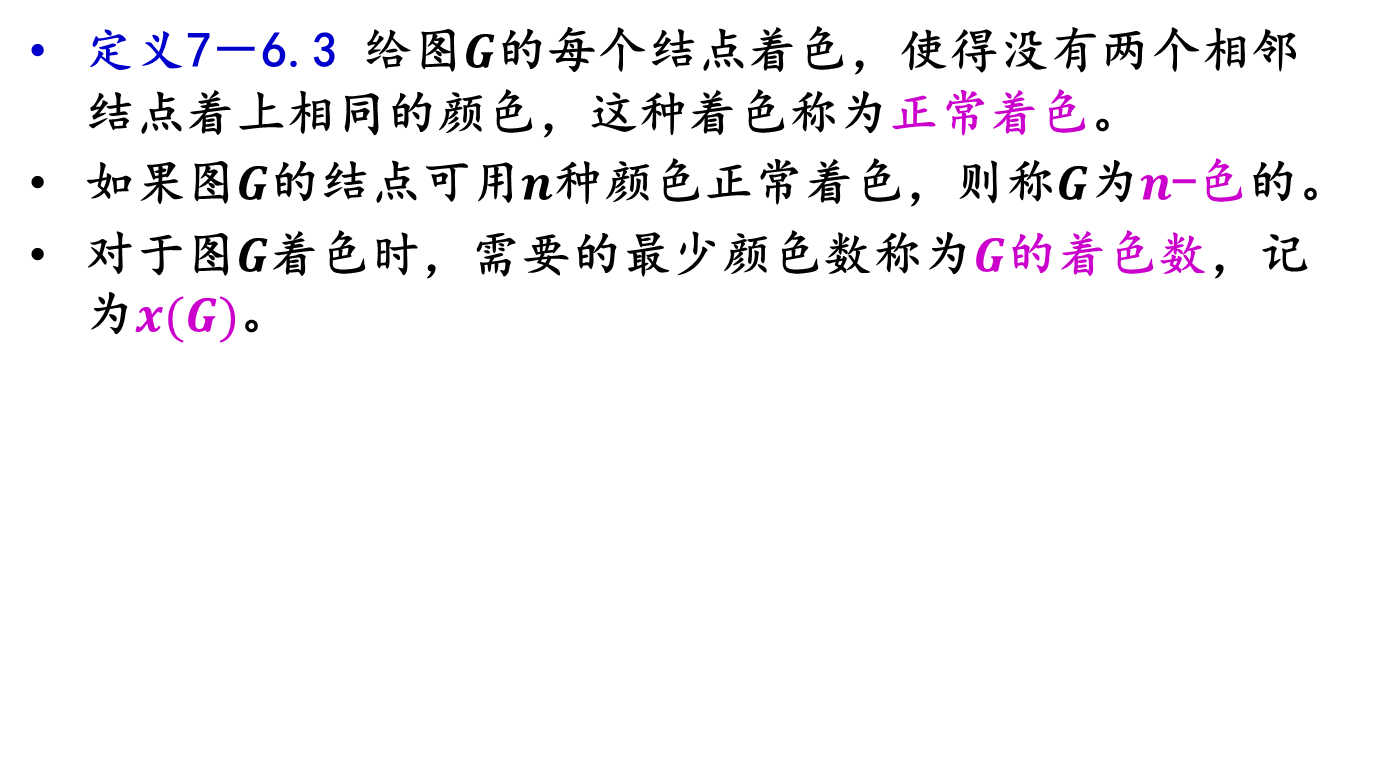 • 定义7—6.3 给图G的每个结点着色，使得没有两个相邻
结点着上相同的颜色，这种着色称为正常着色。
• 如果图G的结点可用n种颜色正常着色，则称G为n-色的。
• 对于图G着色时，需要的最少颜色数称为G的着色数，记
为x(G)。